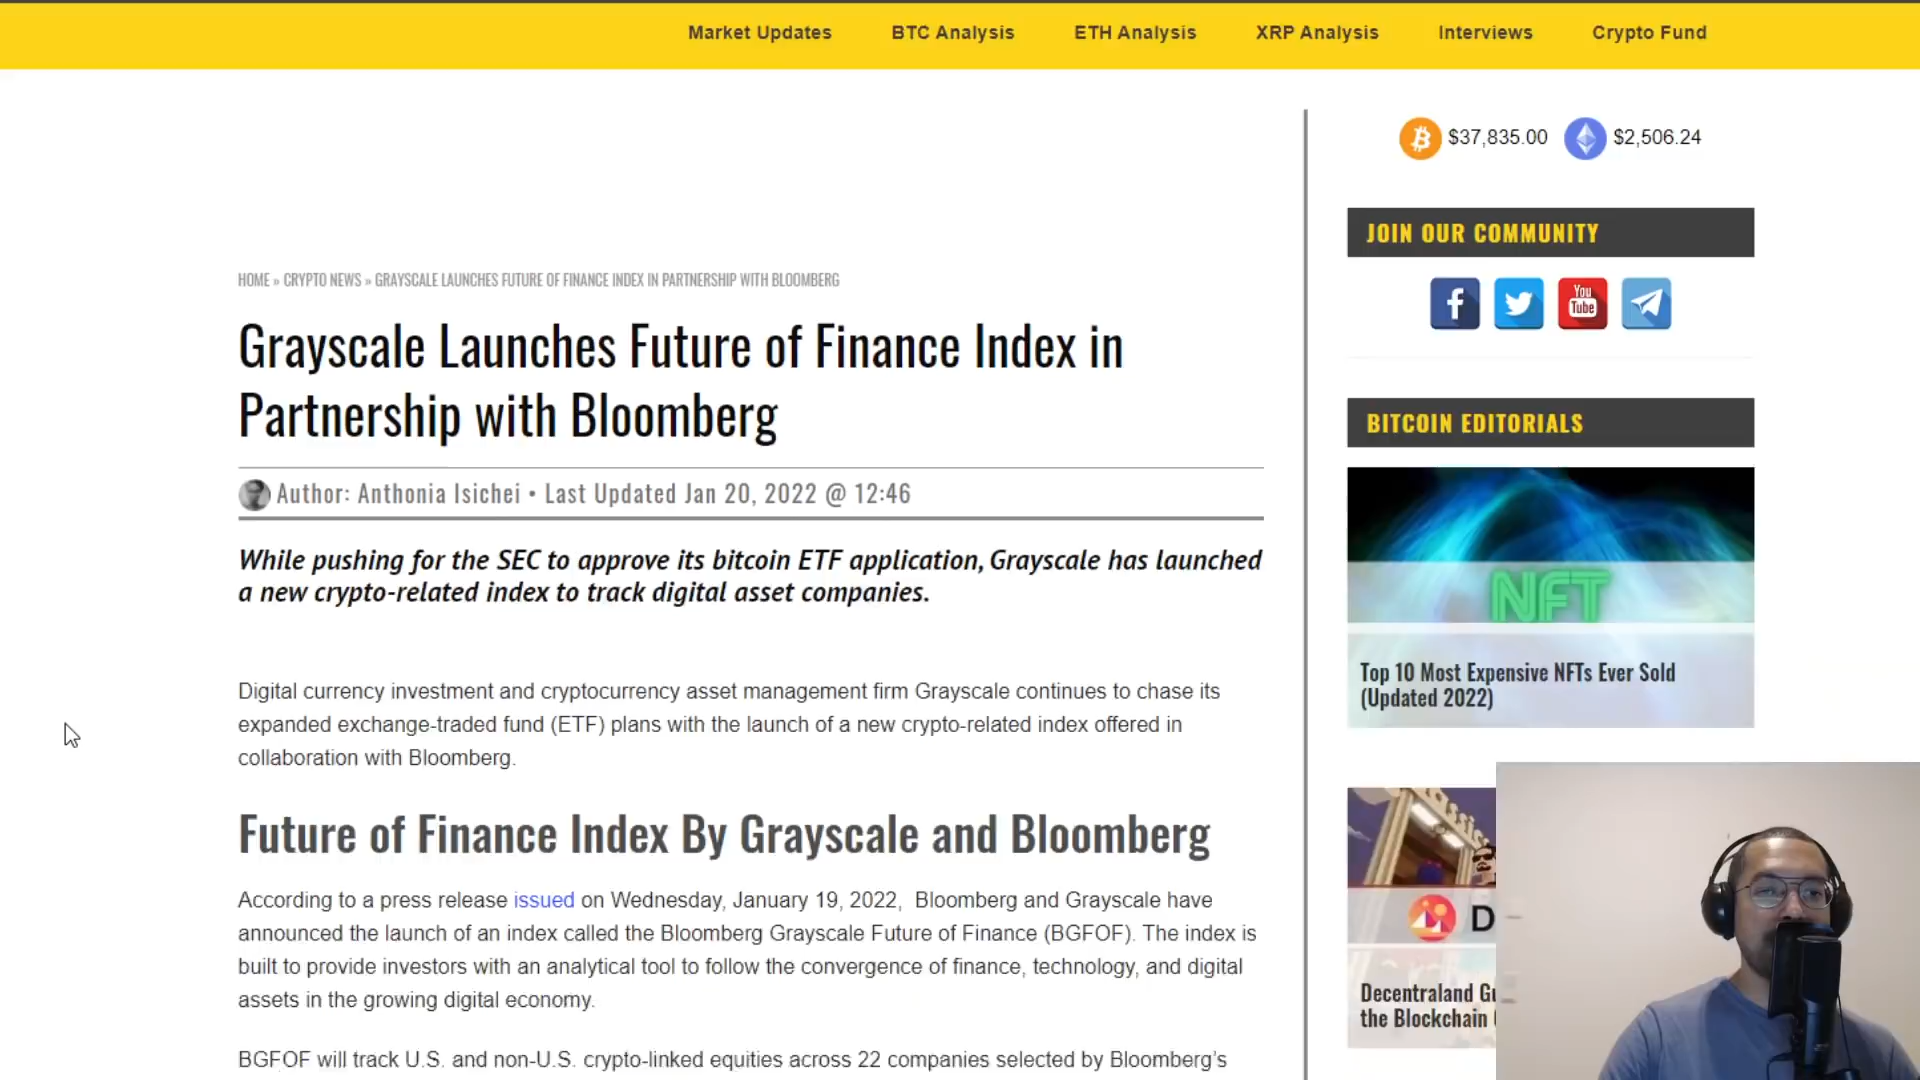 Market Updates BTC Analysis ETH Analysis XRP Analysis Interviews Crypto Fund
$37,835.00 $2,506.24
JOIN OUR COMMUNITY
You
Tube
HOME » CRYPTO NEWS » GRAYSCALE LAUNCHES FUTURE OF FINANCE INDEX IN PARTNERSHIP WITH BLOOMBERG
Grayscale Launches Future of Finance Index in
Partnership with Bloomberg
Author: Anthonia Isichei • Last Updated Jan 20, 2022 @ 12:46
While pushing for the SEC to approve its bitcoin ETF application, Grayscale has launched
a new crypto-related index to track digital asset companies.
Digital currency investment and cryptocurrency asset management firm Grayscale continues to chase its
expanded exchange-traded fund (ETF) plans with the launch of a new crypto-related index offered in
collaboration with Bloomberg.
Future of Finance Index By Grayscale and Bloomberg
According to a press release issued on Wednesday, January 19, 2022, Bloomberg and Grayscale have
announced the launch of an index called the Bloomberg Grayscale Future of Finance (BGFOF). The index is
built to provide investors with an analytical tool to follow the convergence of finance, technology, and digital
assets in the growing digital economy.
BGFOF will track U.S. and non-U.S. crypto-linked equities across 22 companies selected by Bloomberg's
BITCOIN EDITORIALS
NFT
Top 10 Most Expensive NFTs Ever Sold
(Updated 2022)
D
Decentraland
the Blockchain